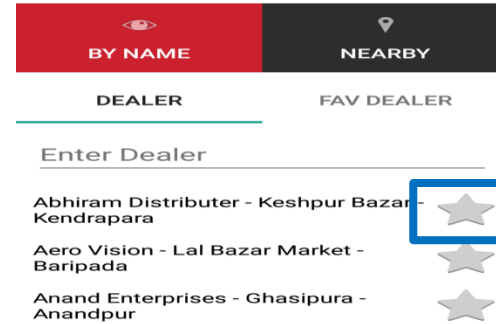 BY NAME
NEARBY
DEALER
FAV DEALER
Enter Dealer
Abhiram Distributer - Keshpur Bazar -
Kendrapara
Aero Vision - Lal Bazar Market -
Baripada
Anand Enterprises - Ghasipura -
Anandpur